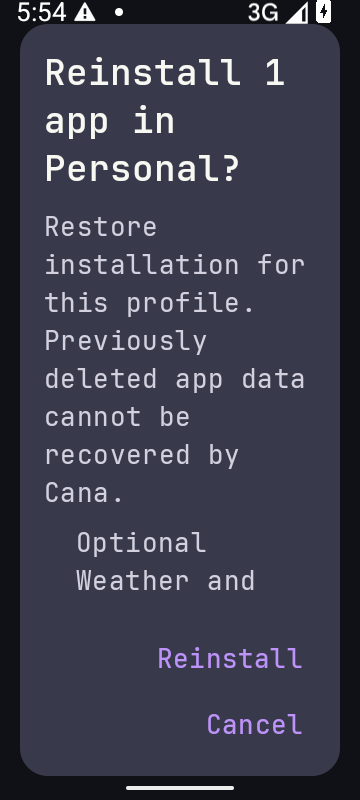 5:54
3G
Reinstall 1
app in
Personal?
Restore
installation for
this profile.
Previously
deleted app data
cannot be
recovered by
Cana.
Optional
Weather and
Reinstall
Cancel